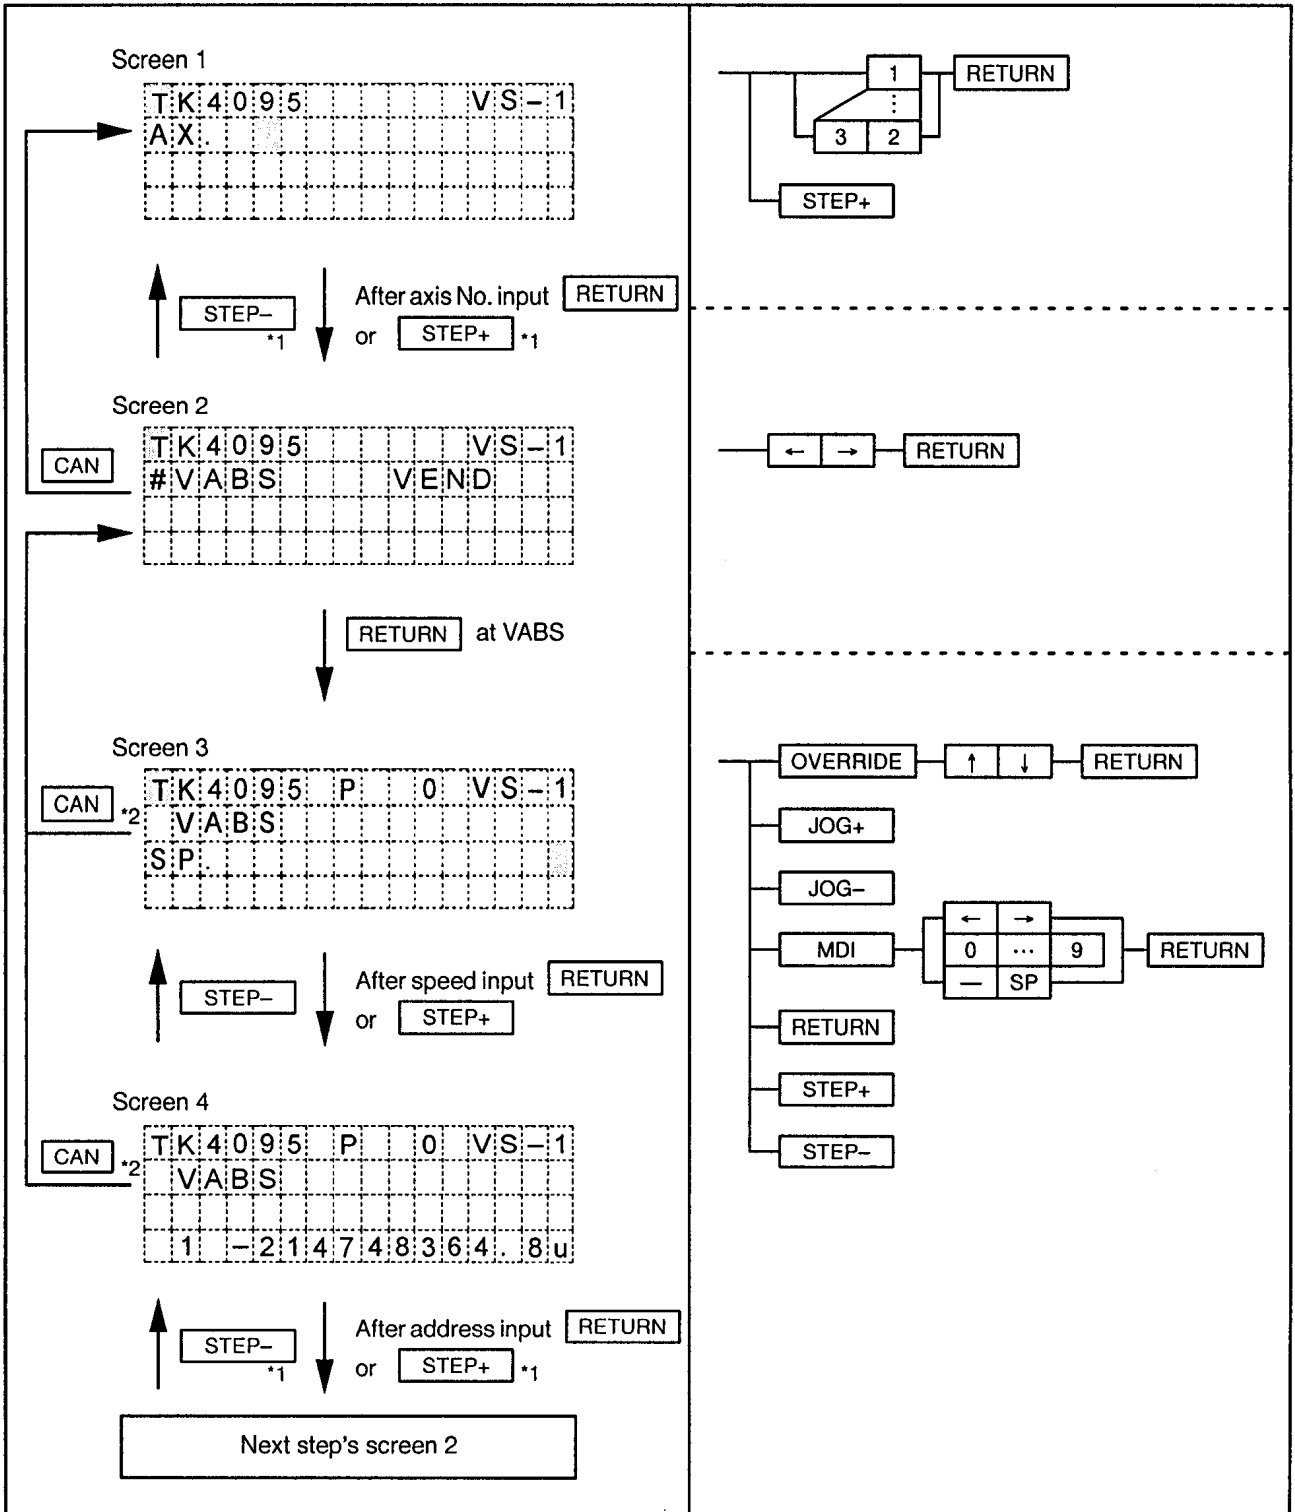 Screen 1
TK4095 VS-1
AX.
STEP-
*1
After axis No. input RETURN
or STEP+ *1
Screen 2
TK4095 VS-1
#VABS VEND
CAN
RETURN at VABS
Screen 3
TK4095 P 0 VS-1
VABS
SP.
CAN *2
STEP-
After speed input RETURN
or STEP+
Screen 4
TK4095 P 0 VS-1
VABS
1 -214748364.8u
CAN *2
STEP-
*1
After address input RETURN
or STEP+ *1
Next step's screen 2
1 RETURN
⋮
3 2
STEP+
← → RETURN
OVERRIDE ↑ ↓ RETURN
JOG+
JOG-
← →
MDI 0 ... 9 RETURN
— SP
RETURN
STEP+
STEP-